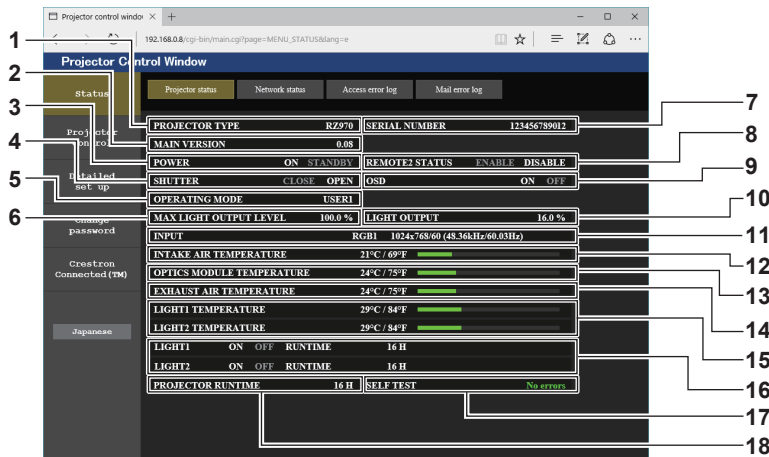 Projector control windo × +
192.168.0.8/cgi-bin/main.cgi?page=MENU_STATUS&lang=e
Projector Control Window
Status
Projector status Network status Access error log Mail error log
Projector
control
Detailed
set up
Change
password
Crestron
Connected(TM)
Japanese
PROJECTOR TYPE RZ970 SERIAL NUMBER 123456789012
MAIN VERSION 0.08
POWER ON STANDBY REMOTE2 STATUS ENABLE DISABLE
SHUTTER CLOSE OPEN OSD ON OFF
OPERATING MODE USER1
MAX LIGHT OUTPUT LEVEL 100.0 % LIGHT OUTPUT 16.0 %
INPUT RGB1 1024x768/60 (48.36kHz/60.03Hz)
INTAKE AIR TEMPERATURE 21°C / 69°F
OPTICS MODULE TEMPERATURE 24°C / 75°F
EXHAUST AIR TEMPERATURE 24°C / 75°F
LIGHT1 TEMPERATURE 29°C / 84°F
LIGHT2 TEMPERATURE 29°C / 84°F
LIGHT1 ON OFF RUNTIME 16 H
LIGHT2 ON OFF RUNTIME 16 H
PROJECTOR RUNTIME 16 H SELF TEST No errors
1
2
3
4
5
6
7
8
9
10
11
12
13
14
15
16
17
18